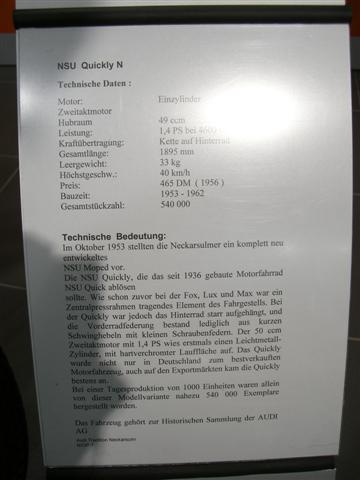 NSU Quickly N
Technische Daten :
Motor: Einzylinder
Zweitaktmotor
Hubraum 49 ccm
Leistung: 1,4 PS bei 4600
Kraftübertragung: Kette auf Hinterrad
Gesamtlänge: 1895 mm
Leergewicht: 33 kg
Höchstgeschw.: 40 km/h
Preis: 465 DM ( 1956 )
Bauzeit: 1953 - 1962
Gesamtstückzahl: 540 000
Technische Bedeutung:
Im Oktober 1953 stellten die Neckarsulmer ein komplett neu
entwickeltes
NSU Moped vor.
Die NSU Quickly, die das seit 1936 gebaute Motorfahrrad
NSU Quick ablösen
sollte. Wie schon zuvor bei der Fox, Lux und Max war ein
Zentralpressrahmen tragendes Element des Fahrgestells. Bei
der Quickly war jedoch das Hinterrad starr aufgehängt, und
die Vorderradfederung bestand lediglich aus kurzen
Schwinghebeln mit kleinen Schraubenfedern. Der 50 ccm
Zweitaktmotor mit 1,4 PS wies erstmals einen Leichtmetall-
Zylinder, mit hartverchromter Lauffläche auf. Das Quickly
wurde nicht nur in Deutschland zum bestverkauften
Motorfahrzeug, auch auf den Exportmärkten kam die Quickly
bestens an.
Bei einer Tagesproduktion von 1000 Einheiten waren allein
von dieser Modellvariante nahezu 540 000 Exemplare
hergestellt worden.
Das Fahrzeug gehört zur Historischen Sammlung der AUDI
AG
Audi Tradition Neckarsulm